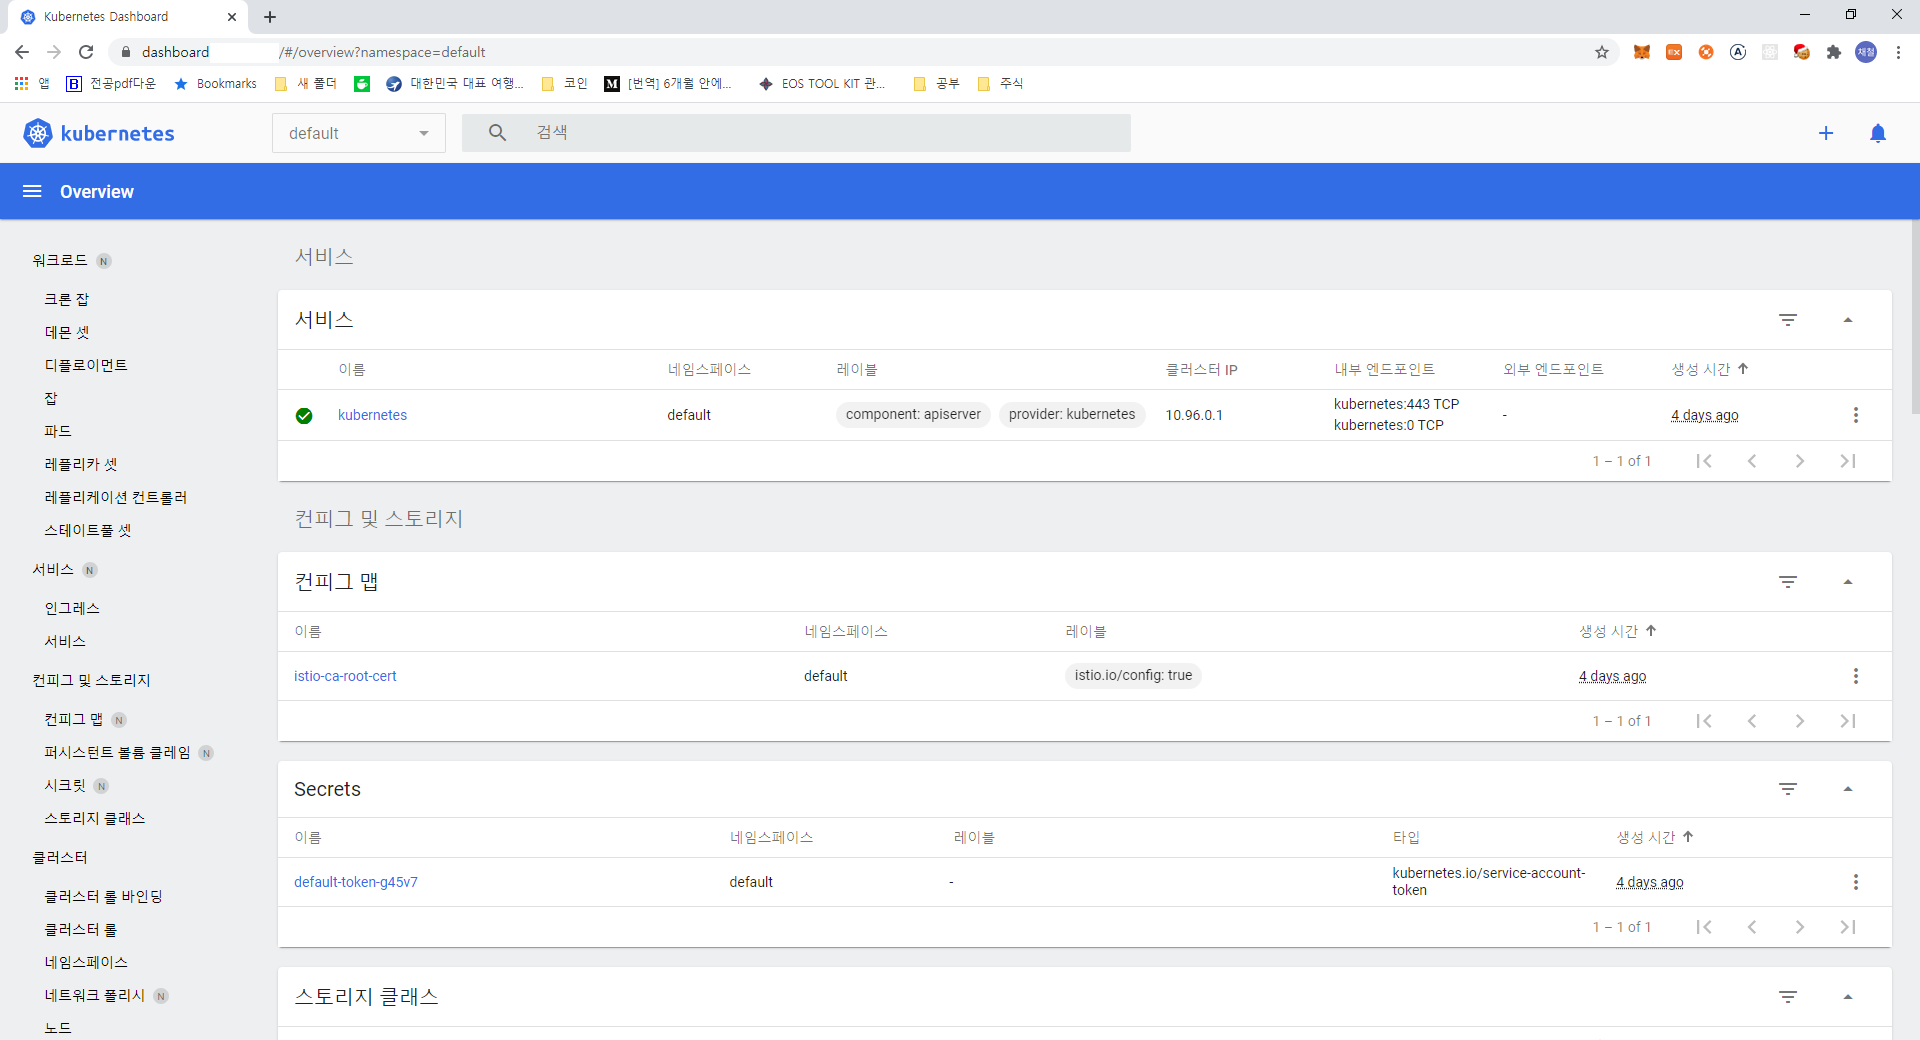 Kubernetes Dashboard
dashboard /#/overview?namespace=default
채철
앱 B 전공pdf다운 Bookmarks 새 폴더 대한민국 대표 여행... 코인 M [번역] 6개월 안에... EOS TOOL KIT 관... 공부 주식
kubernetes default 검색
Overview
워크로드 N
크론 잡
데몬 셋
디플로이먼트
잡
파드
레플리카 셋
레플리케이션 컨트롤러
스테이트풀 셋
서비스 N
인그레스
서비스
컨피그 및 스토리지
컨피그 맵 N
퍼시스턴트 볼륨 클레임 N
시크릿 N
스토리지 클래스
클러스터
클러스터 롤 바인딩
클러스터 롤
네임스페이스
네트워크 폴리시 N
노드
서비스
서비스
이름 네임스페이스 레이블 클러스터 IP 내부 엔드포인트 외부 엔드포인트 생성 시간
kubernetes default component: apiserver provider: kubernetes 10.96.0.1 kubernetes:443 TCP - 4 days ago
kubernetes:0 TCP
1 – 1 of 1
컨피그 및 스토리지
컨피그 맵
이름 네임스페이스 레이블 생성 시간
istio-ca-root-cert default istio.io/config: true 4 days ago
1 – 1 of 1
Secrets
이름 네임스페이스 레이블 타입 생성 시간
default-token-g45v7 default - kubernetes.io/service-account-token 4 days ago
1 – 1 of 1
스토리지 클래스